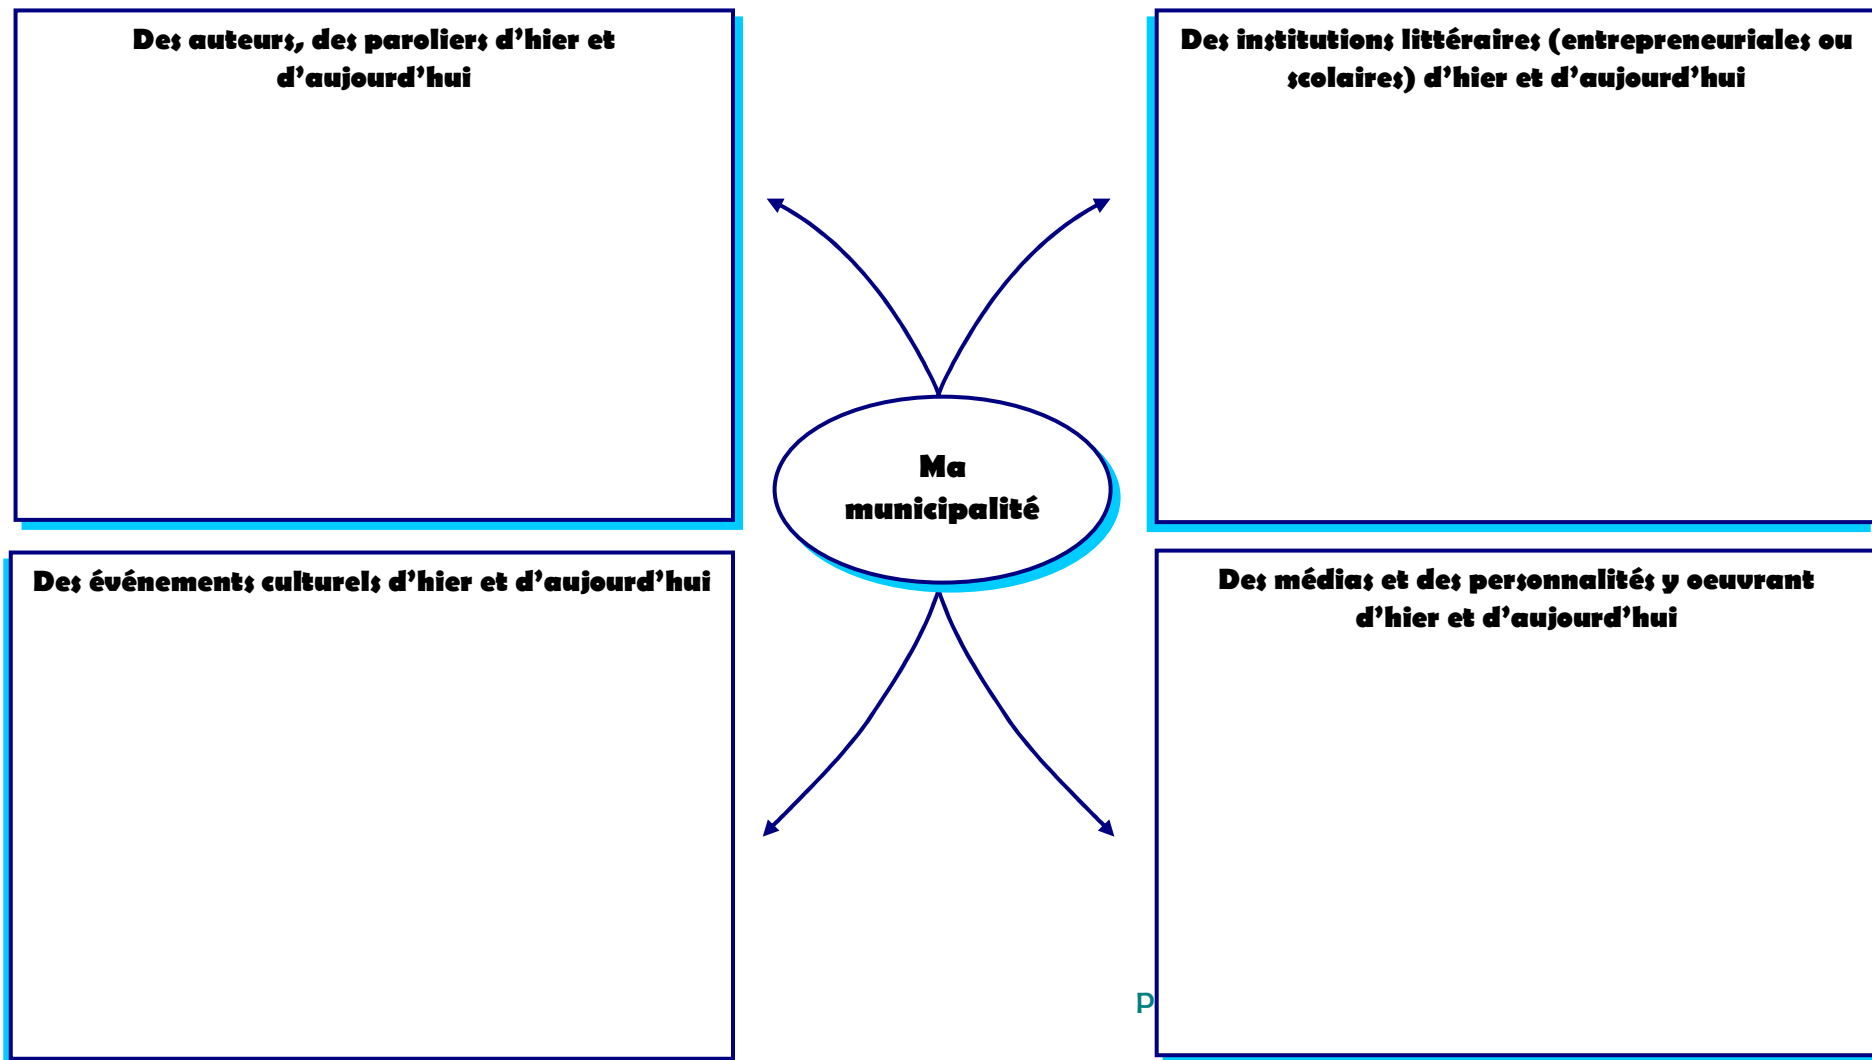 Des auteurs, des paroliers d’hier et
d’aujourd’hui
Des institutions littéraires (entrepreneuriales ou
scolaires) d’hier et d’aujourd’hui
Ma
municipalité
Des événements culturels d’hier et d’aujourd’hui
Des médias et des personnalités y oeuvrant
d’hier et d’aujourd’hui